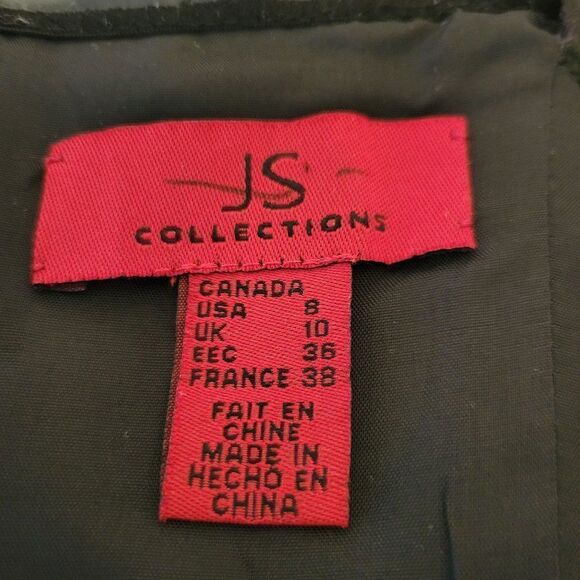 JS
COLLECTIONS
CANADA
USA 8
UK 10
EEC 36
FRANCE 38
FAIT EN
CHINE
MADE IN
HECHO EN
CHINA